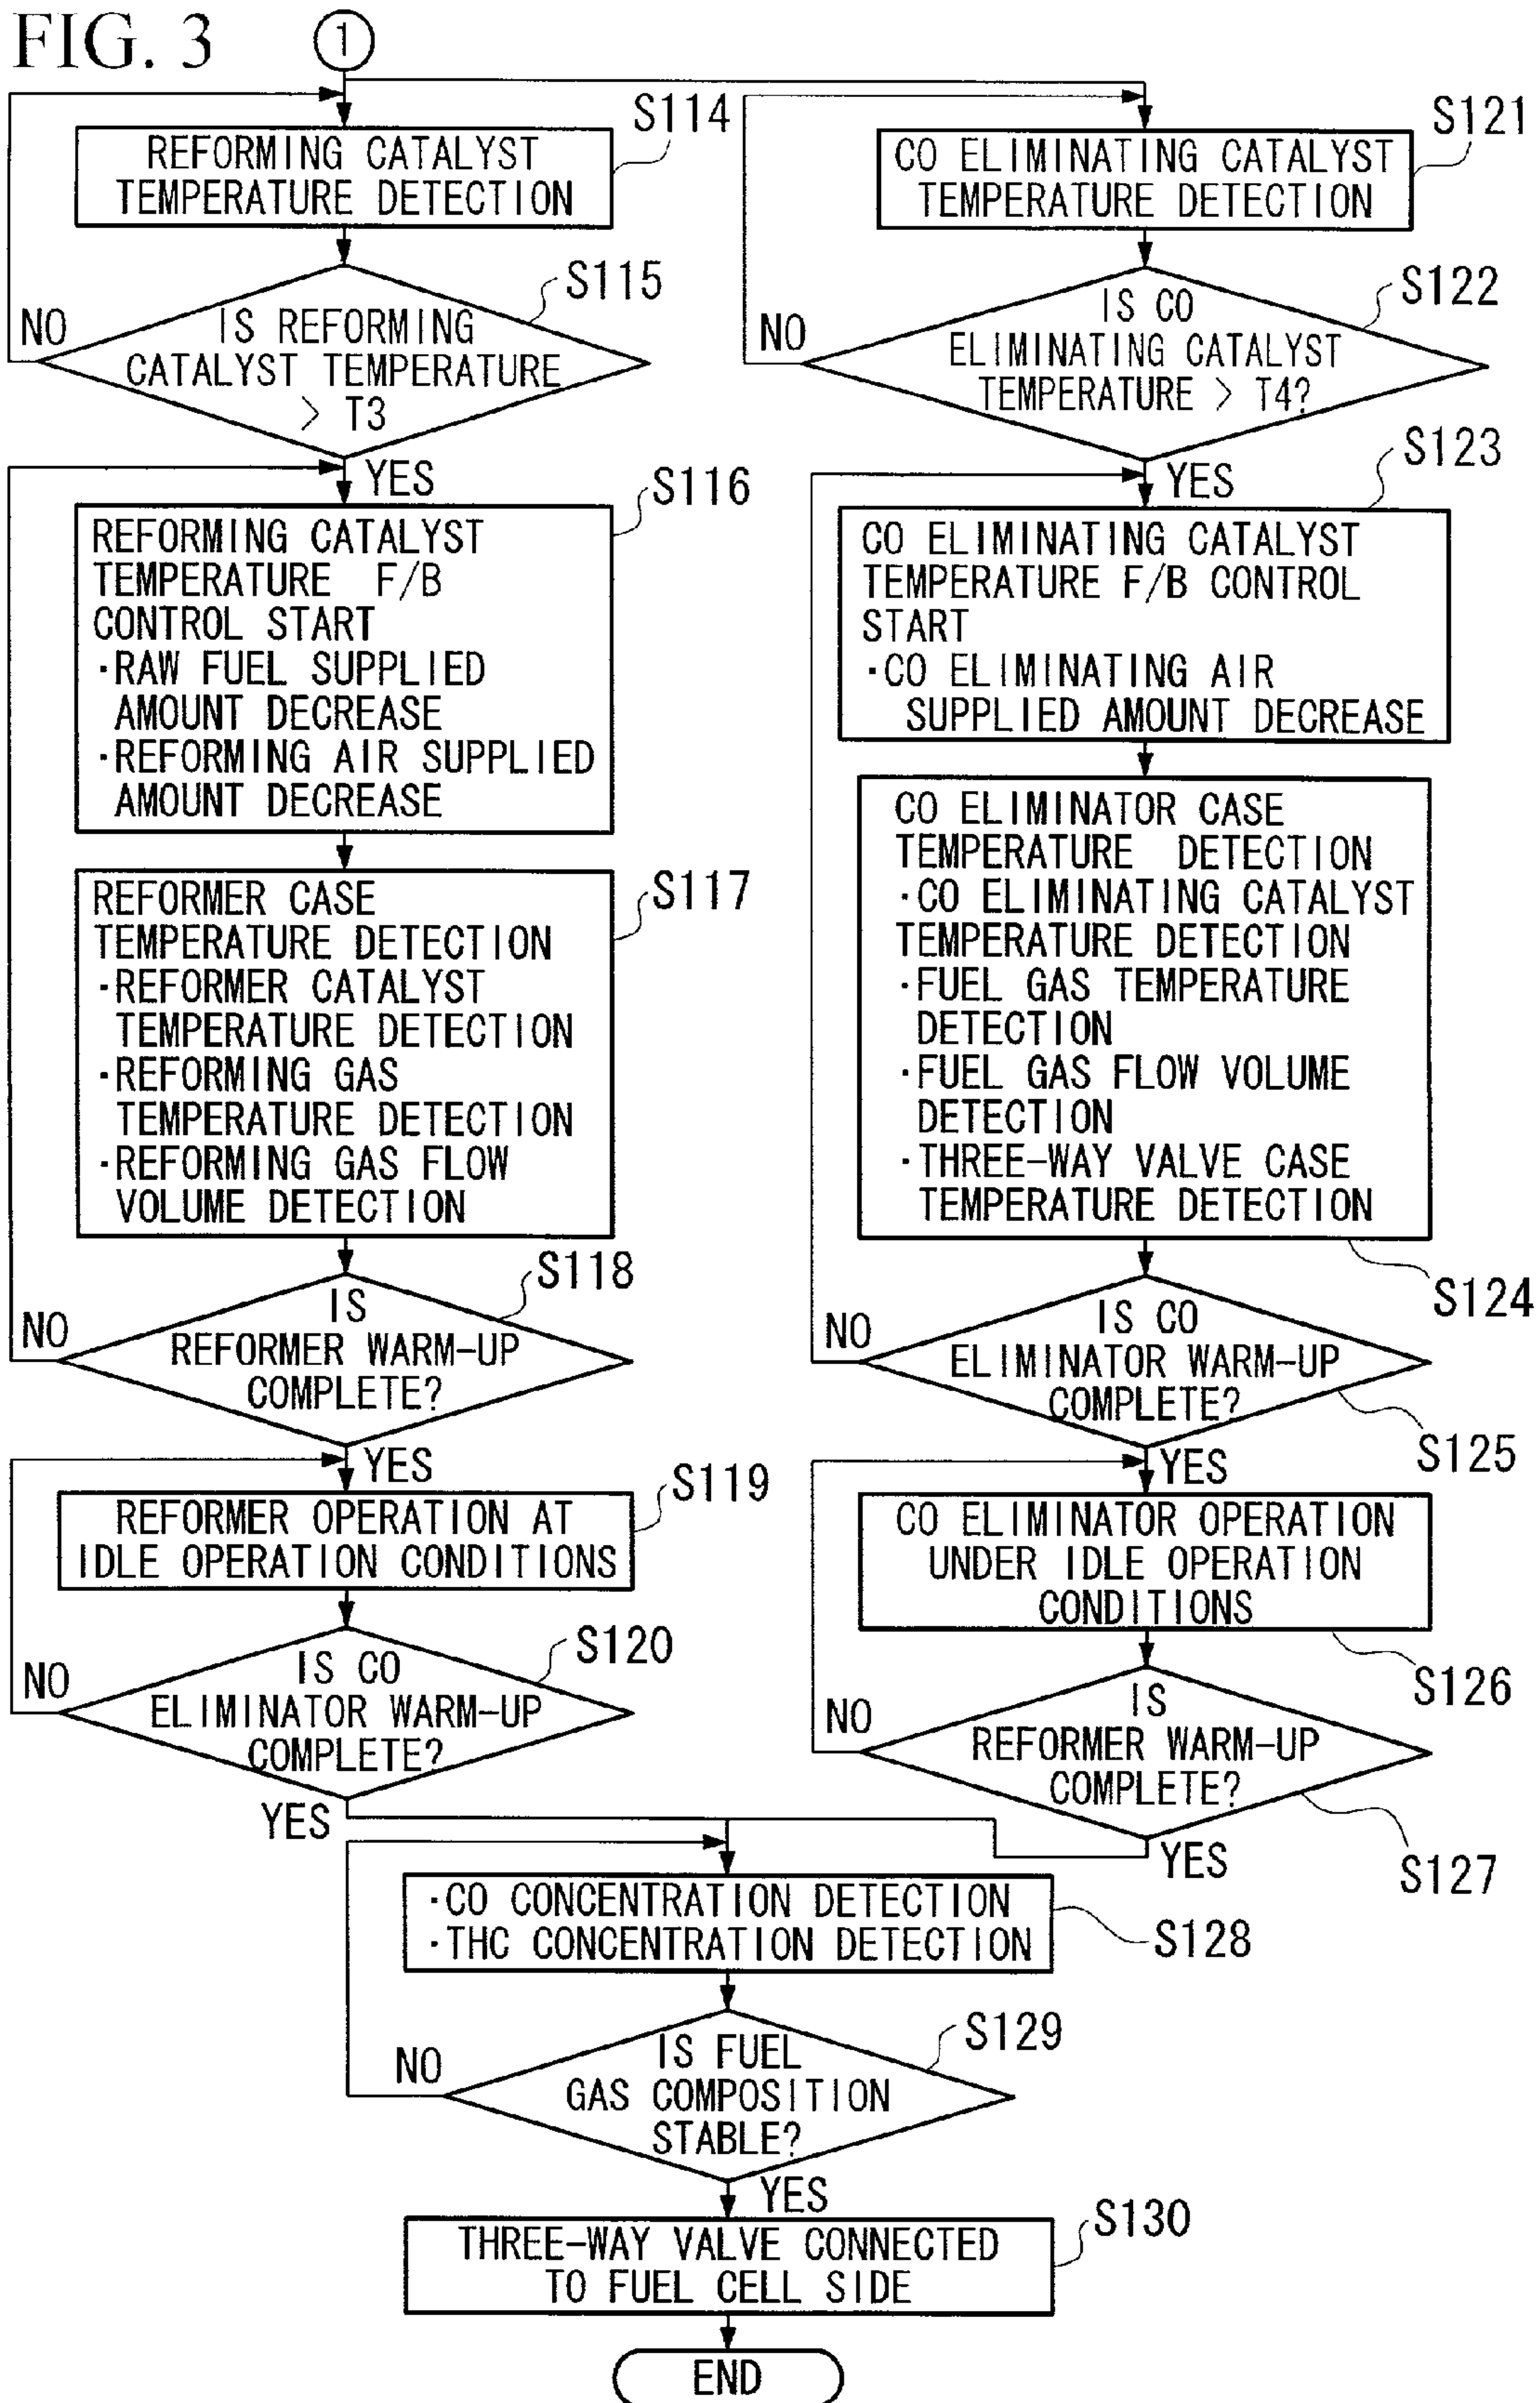 FIG. 3
1
S114
REFORMING CATALYST
TEMPERATURE DETECTION
S115
IS REFORMING
CATALYST TEMPERATURE
> T3
NO
YES
S116
REFORMING CATALYST
TEMPERATURE F/B
CONTROL START
·RAW FUEL SUPPLIED
AMOUNT DECREASE
·REFORMING AIR SUPPLIED
AMOUNT DECREASE
S117
REFORMER CASE
TEMPERATURE DETECTION
·REFORMER CATALYST
TEMPERATURE DETECTION
·REFORMING GAS
TEMPERATURE DETECTION
·REFORMING GAS FLOW
VOLUME DETECTION
S118
IS
REFORMER WARM-UP
COMPLETE?
NO
YES
S119
REFORMER OPERATION AT
IDLE OPERATION CONDITIONS
S120
IS CO
ELIMINATOR WARM-UP
COMPLETE?
NO
YES
S121
CO ELIMINATING CATALYST
TEMPERATURE DETECTION
S122
IS CO
ELIMINATING CATALYST
TEMPERATURE > T4?
NO
YES
S123
CO ELIMINATING CATALYST
TEMPERATURE F/B CONTROL
START
·CO ELIMINATING AIR
SUPPLIED AMOUNT DECREASE
CO ELIMINATOR CASE
TEMPERATURE DETECTION
·CO ELIMINATING CATALYST
TEMPERATURE DETECTION
·FUEL GAS TEMPERATURE
DETECTION
·FUEL GAS FLOW VOLUME
DETECTION
·THREE-WAY VALVE CASE
TEMPERATURE DETECTION
S124
IS CO
ELIMINATOR WARM-UP
COMPLETE?
NO
S125
YES
CO ELIMINATOR OPERATION
UNDER IDLE OPERATION
CONDITIONS
S126
IS
REFORMER WARM-UP
COMPLETE?
NO
S127
YES
·CO CONCENTRATION DETECTION
·THC CONCENTRATION DETECTION
S128
S129
IS FUEL
GAS COMPOSITION
STABLE?
NO
YES
S130
THREE-WAY VALVE CONNECTED
TO FUEL CELL SIDE
END